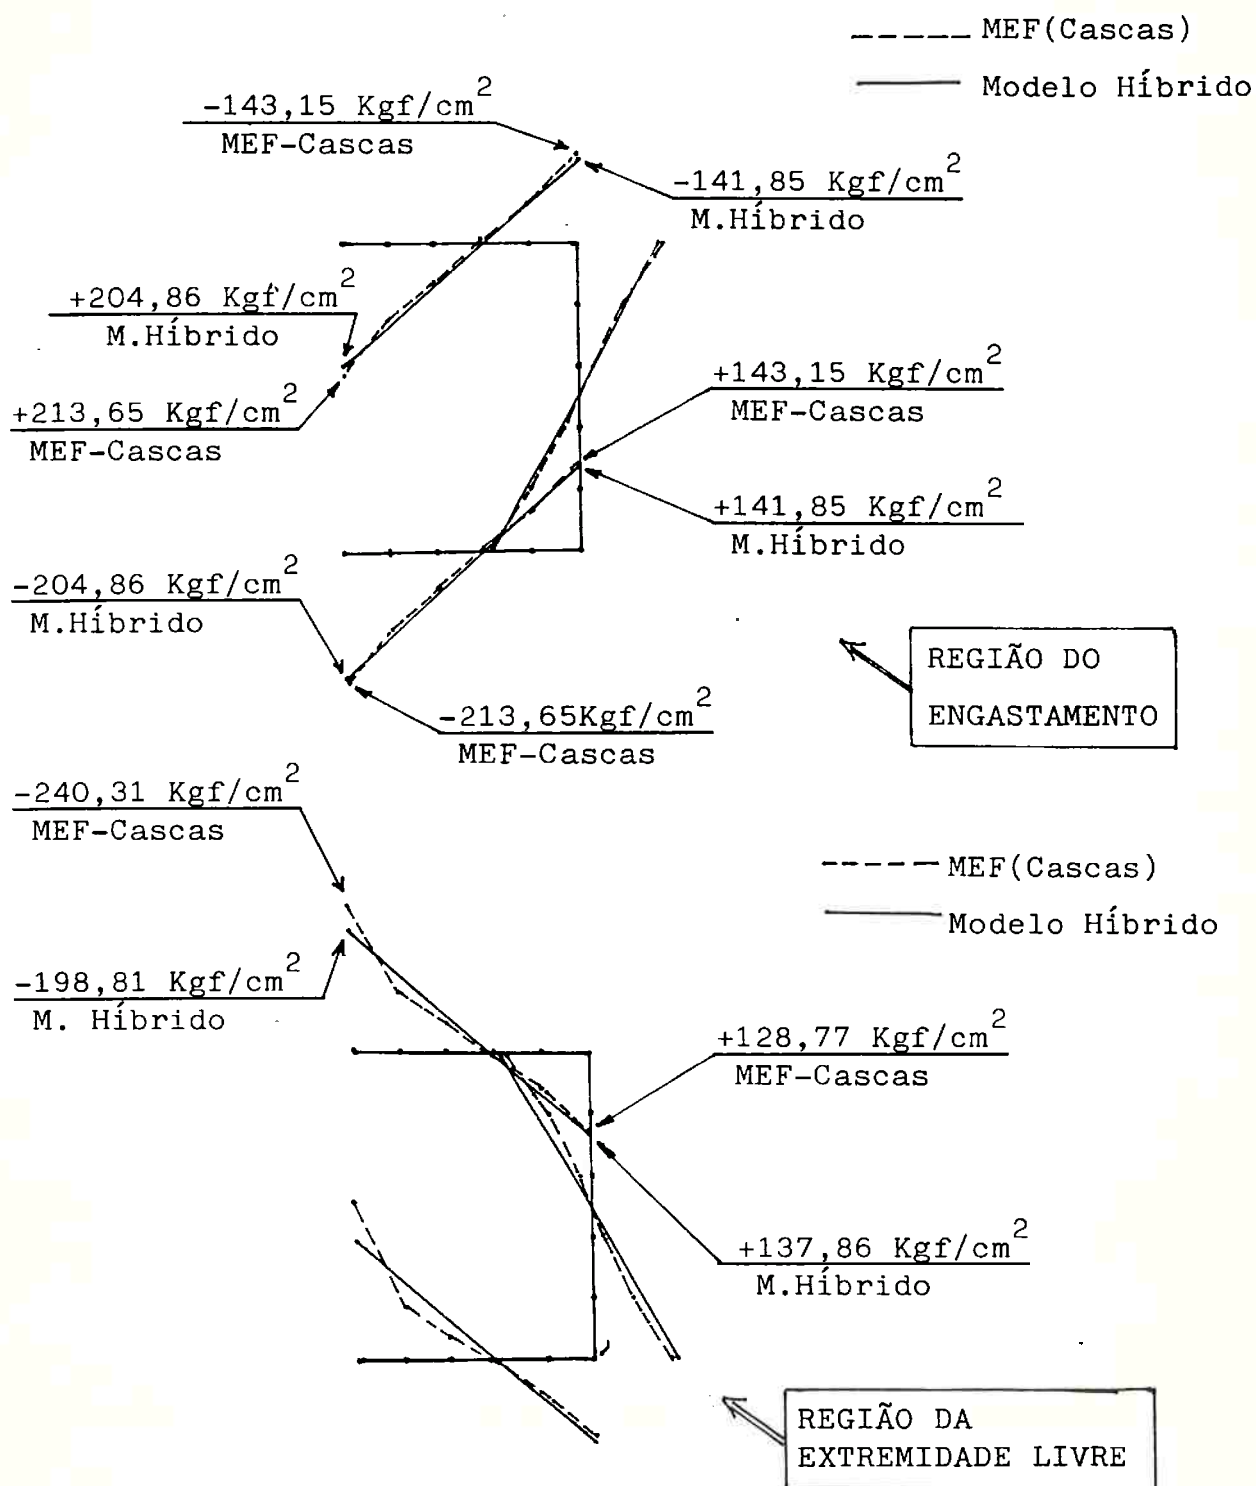 MEF(Cascas)
Modelo Híbrido
-143,15 Kgf/cm²
MEF-Cascas
-141,85 Kgf/cm²
M.Híbrido
+204,86 Kgf/cm²
M.Híbrido
+143,15 Kgf/cm²
MEF-Cascas
+213,65 Kgf/cm²
MEF-Cascas
+141,85 Kgf/cm²
M.Híbrido
-204,86 Kgf/cm²
M.Híbrido
REGIÃO DO
ENGASTAMENTO
-213,65Kgf/cm²
MEF-Cascas
-240,31 Kgf/cm²
MEF-Cascas
MEF(Cascas)
Modelo Híbrido
-198,81 Kgf/cm²
M. Híbrido
+128,77 Kgf/cm²
MEF-Cascas
+137,86 Kgf/cm²
M.Híbrido
REGIÃO DA
EXTREMIDADE LIVRE